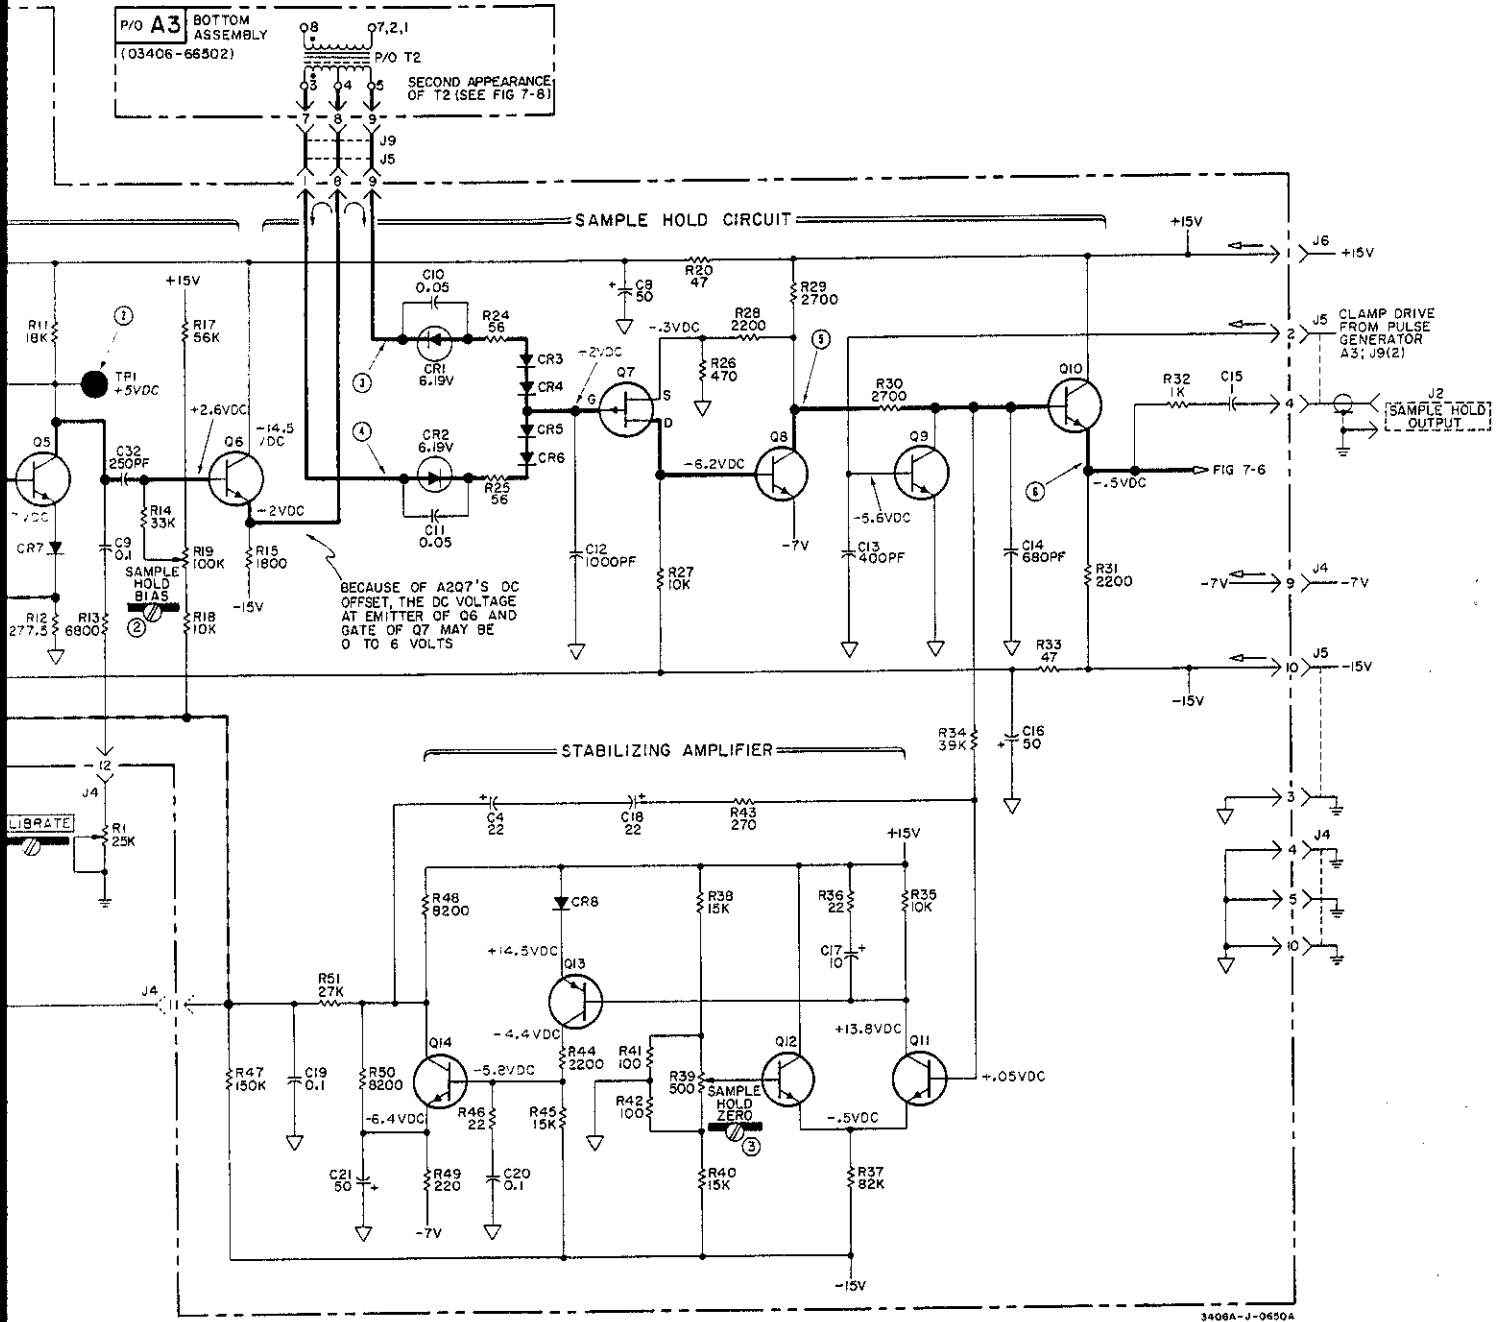 P/O A3 BOTTOM
ASSEMBLY
(03406-66502)
8
7,2,1
P/O T2
3
4
5
SECOND APPEARANCE
OF T2 (SEE FIG 7-8)
7
8
9
J9
J5
1
8
9
SAMPLE HOLD CIRCUIT
+15V
1
J6
+15V
+15V
R11
18K
2
TP1
+5VDC
R17
56K
+2.6VDC
-14.5
VDC
C10
0.05
CR1
6.19V
3
R24
56
CR3
CR4
CR5
CR6
-2VDC
C8
50
R20
47
R29
2700
R28
2200
-.3VDC
R26
470
Q7
G
S
D
5
2
J5
CLAMP DRIVE
FROM PULSE
GENERATOR
A3; J9(2)
R30
2700
Q10
R32
1K
C15
4
J2
SAMPLE HOLD
OUTPUT
Q5
C32
250PF
Q6
4
CR2
6.19V
R25
56
C11
0.05
-6.2VDC
Q8
Q9
6
-.5VDC
FIG 7-6
7 VDC
CR7
C9
0.1
R14
33K
R19
100K
-2VDC
R15
1800
-15V
SAMPLE
HOLD
BIAS
2
R12
277.5
R13
6800
R18
10K
BECAUSE OF A2Q7'S DC
OFFSET, THE DC VOLTAGE
AT EMITTER OF Q6 AND
GATE OF Q7 MAY BE
0 TO 6 VOLTS
C12
1000PF
R27
10K
-7V
-5.6VDC
C13
400PF
C14
680PF
R31
2200
-7V
9
J4
-7V
R33
47
10
J5
-15V
-15V
STABILIZING AMPLIFIER
R34
39K
C16
50
12
J4
LIBRATE
R1
25K
C4
22
C18
22
R43
270
+15V
3
J4
4
5
10
R48
8200
CR8
R38
15K
R36
22
R35
10K
+14.5VDC
Q13
C17
10
J4
11
R51
27K
-4.4VDC
+13.8VDC
Q14
R44
2200
R41
100
Q12
Q11
R47
150K
C19
0.1
R50
8200
-5.8VDC
R39
500
+.05VDC
-6.4VDC
R46
22
R45
15K
R42
100
SAMPLE
HOLD
ZERO
3
-.5VDC
C21
50
R49
220
C20
0.1
R40
15K
R37
82K
-7V
-15V
3406A-J-0650A